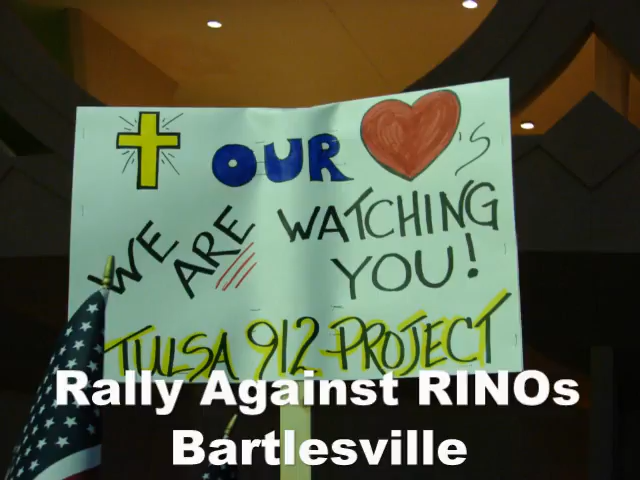 OUR 's
WE ARE WATCHING
YOU!
TULSA 912 PROJECT
Rally Against RINOs
Bartlesville